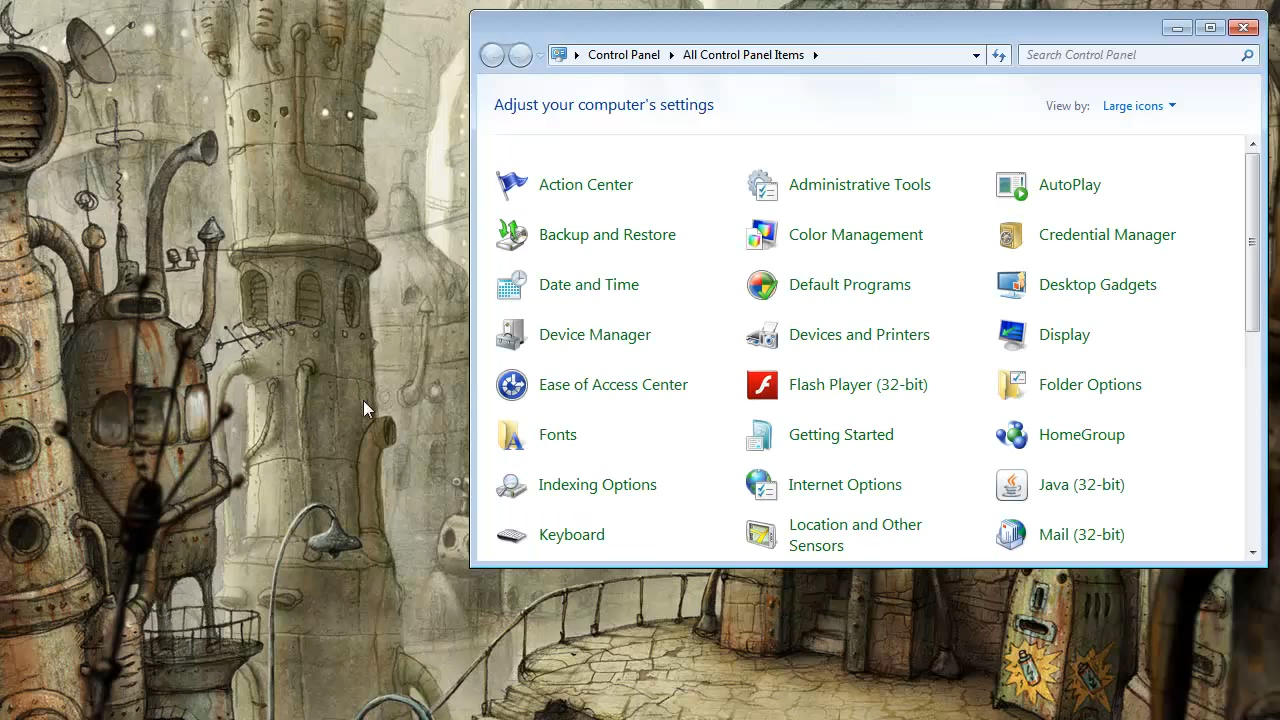 Control Panel All Control Panel Items Search Control Panel
Adjust your computer's settings View by: Large icons
Action Center Administrative Tools AutoPlay
Backup and Restore Color Management Credential Manager
Date and Time Default Programs Desktop Gadgets
Device Manager Devices and Printers Display
Ease of Access Center Flash Player (32-bit) Folder Options
Fonts Getting Started HomeGroup
Indexing Options Internet Options Java (32-bit)
Keyboard Location and Other Sensors Mail (32-bit)